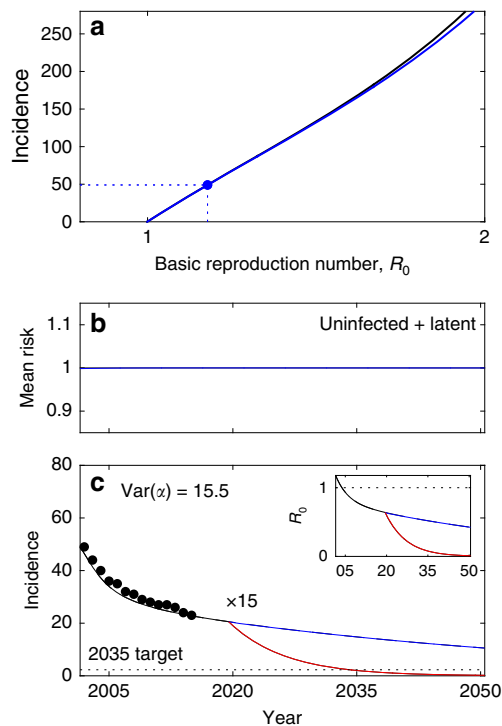 a
250
200
150
100
50
0
Incidence
1
2
Basic reproduction number, R₀
b
Uninfected + latent
1.1
1
0.9
Mean risk
c
Var(α) = 15.5
80
60
40
20
0
Incidence
1
0
R₀
05 20 35 50
×15
2035 target
2005 2020 2035 2050
Year